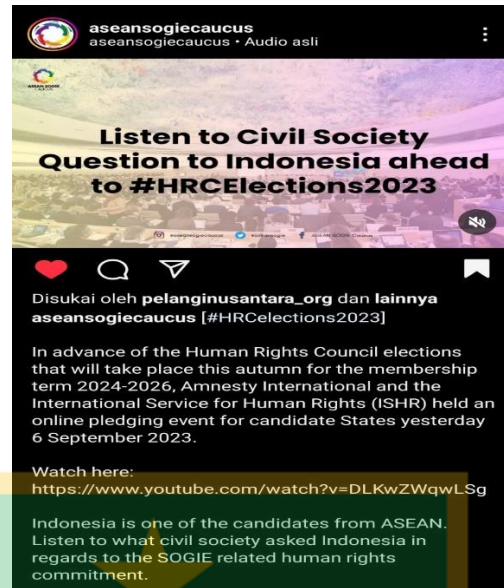 aseansogiecaucus
aseansogiecaucus • Audio asli
ASEAN SOGIE
CAUCUS
Listen to Civil Society
Question to Indonesia ahead
to #HRCElections2023
ASEAN SOGIE Caucus
Disukai oleh pelanginusantara_org dan lainnya
aseansogiecaucus [#HRCelections2023]
In advance of the Human Rights Council elections
that will take place this autumn for the membership
term 2024-2026, Amnesty International and the
International Service for Human Rights (ISHR) held an
online pledging event for candidate States yesterday
6 September 2023.
Watch here:
https://www.youtube.com/watch?v=DLKwZWqwLSg
Indonesia is one of the candidates from ASEAN.
Listen to what civil society asked Indonesia in
regards to the SOGIE related human rights
commitment.